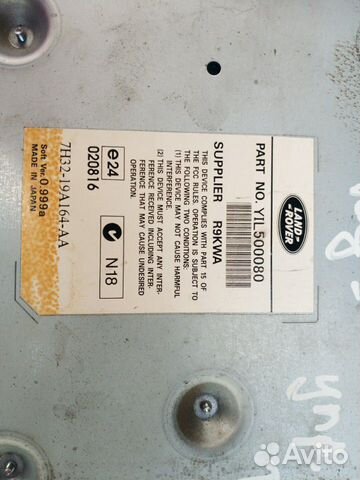 LAND
ROVER
PART NO. YIL500080
SUPPLIER R9KWA
THIS DEVICE COMPLIES WITH PART 15 OF
THE FCC RULES. OPERATION IS SUBJECT TO
THE FOLLOWING TWO CONDITIONS:
(1) THIS DEVICE MAY NOT CAUSE HARMFUL
INTERFERENCE.
(2) THIS DEVICE MUST ACCEPT ANY INTER-
FERENCE RECEIVED INCLUDING INTER-
FERENCE THAT MAY CAUSE UNDESIRED
OPERATION.
e24
020816
N18
7H32-19A164-AA
Soft Ver. 0.999a
MADE IN JAPAN
Avito